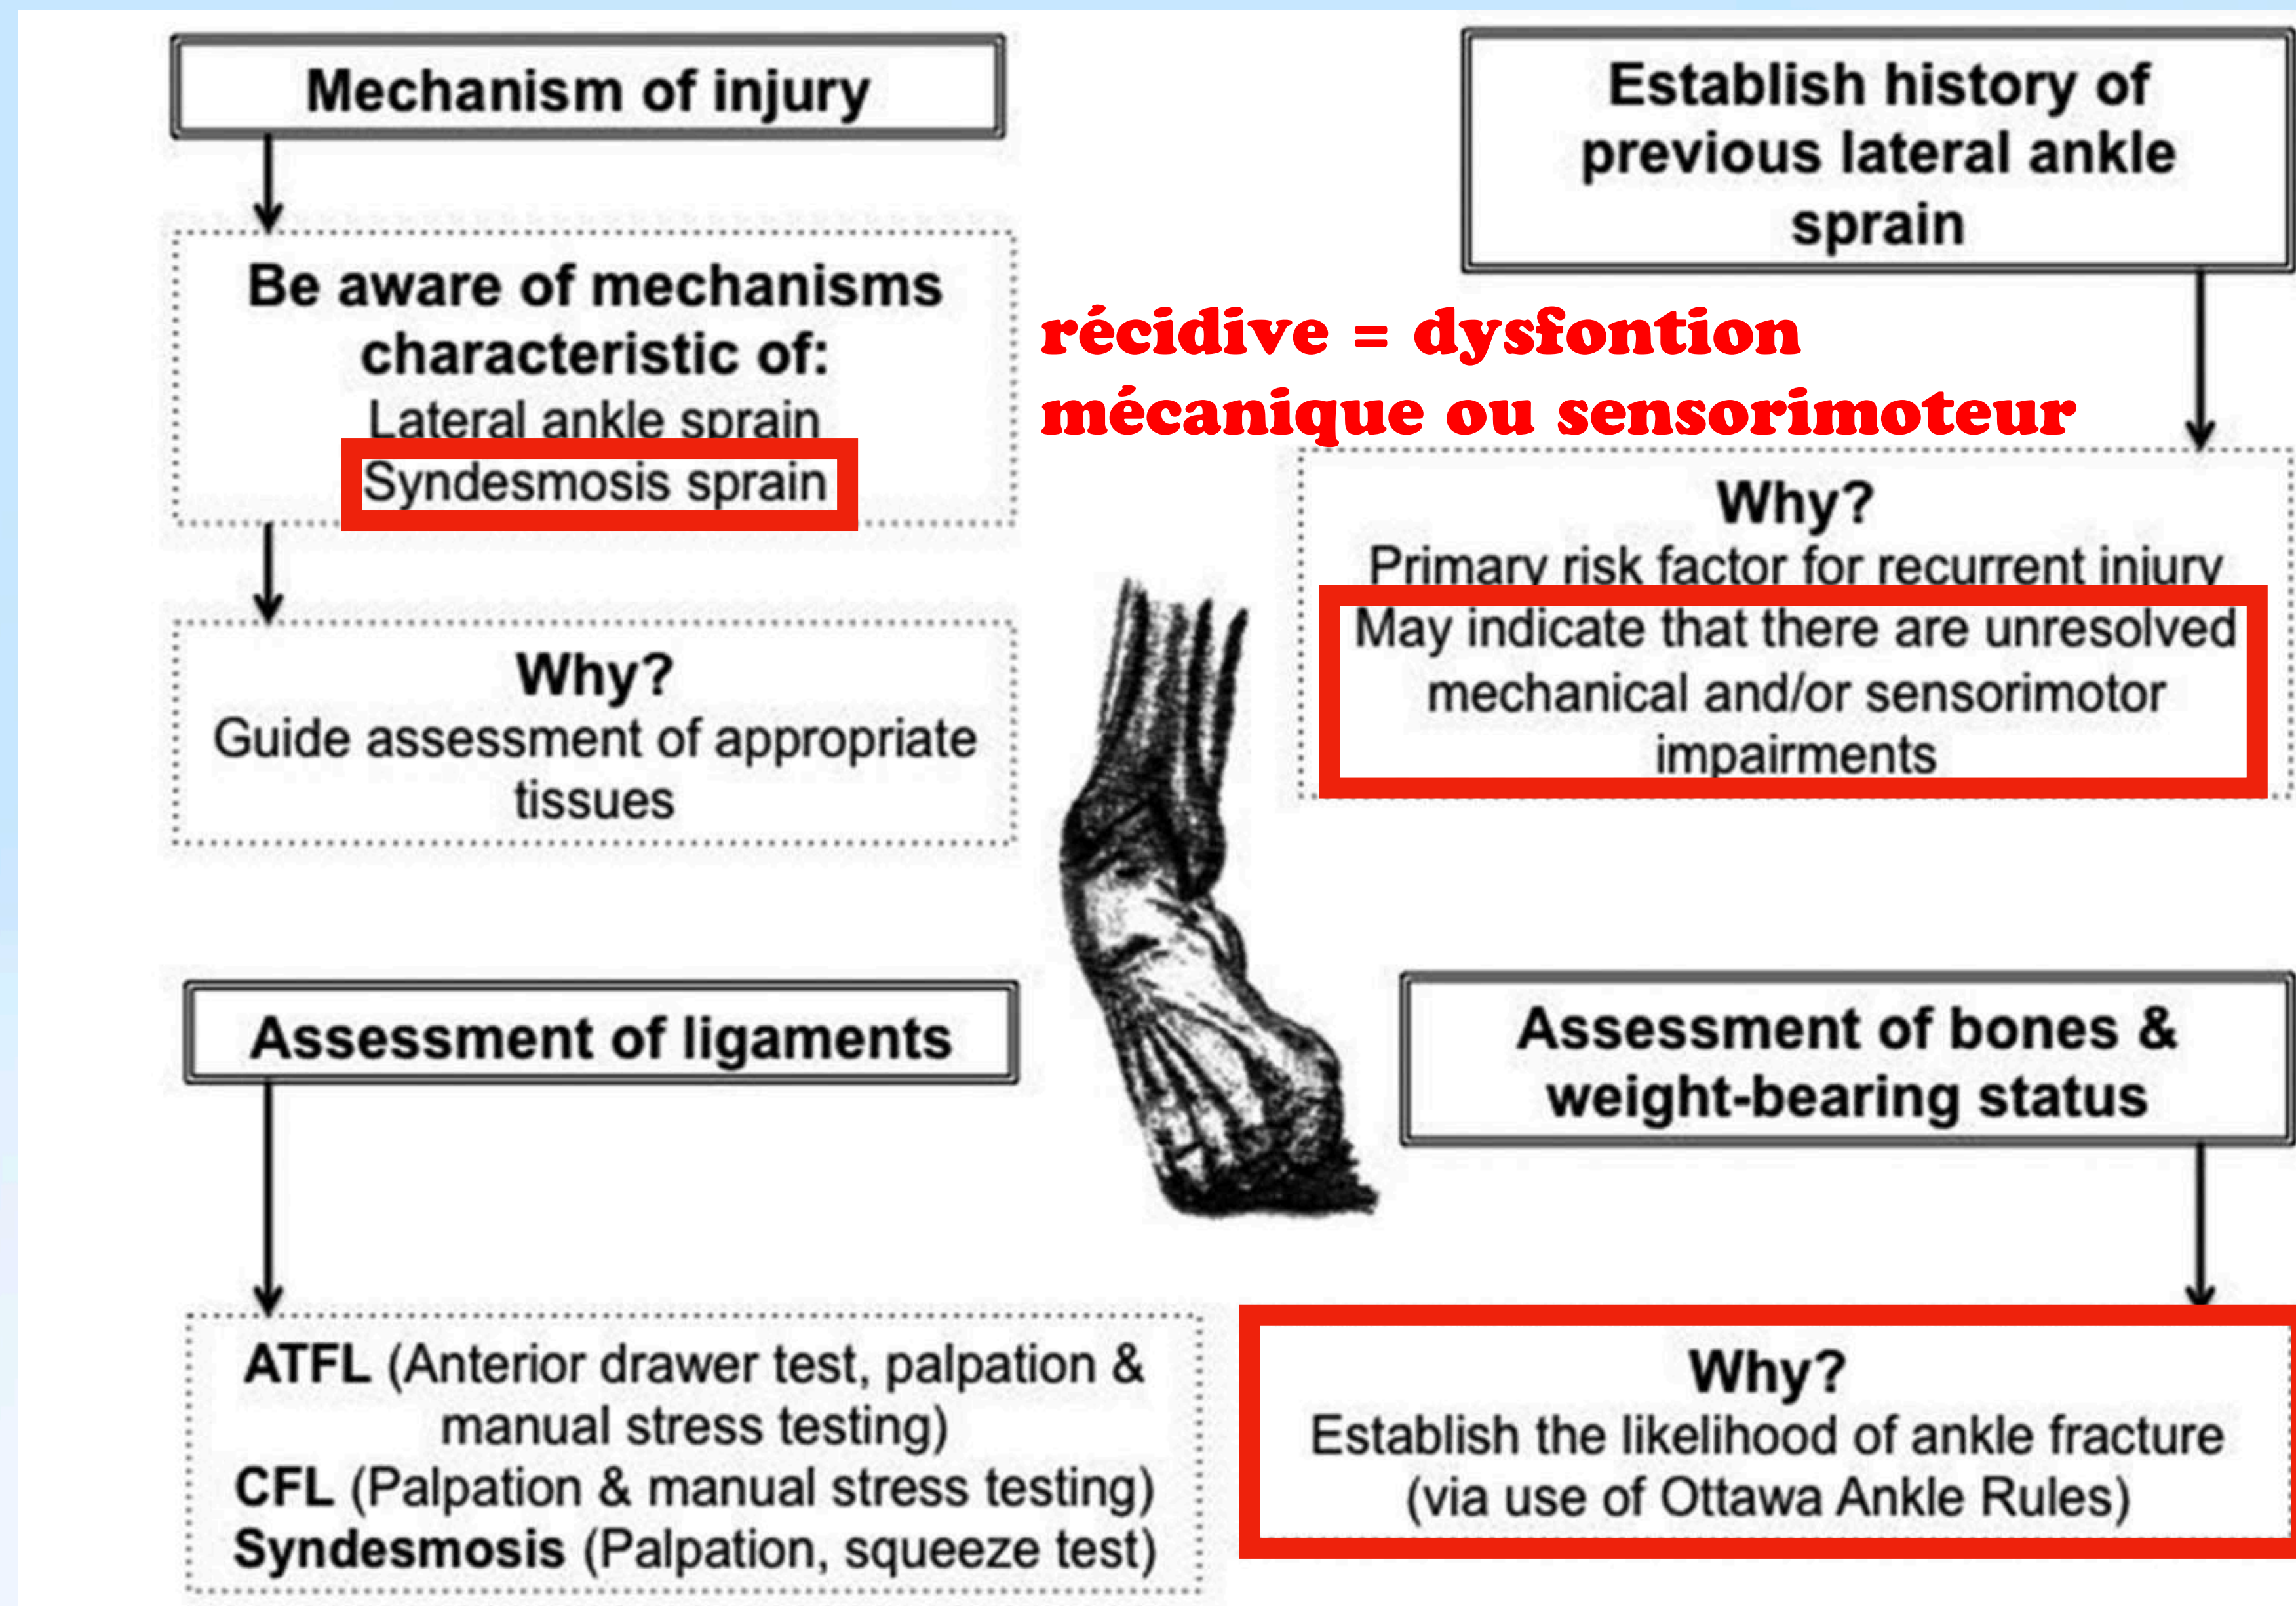 Mechanism of injury
Be aware of mechanisms
characteristic of:
Lateral ankle sprain
Syndesmosis sprain
Why?
Guide assessment of appropriate
tissues
Establish history of
previous lateral ankle
sprain
récidive = dysfontion
mécanique ou sensorimoteur
Why?
Primary risk factor for recurrent injury
May indicate that there are unresolved
mechanical and/or sensorimotor
impairments
Assessment of ligaments
ATFL (Anterior drawer test, palpation &
manual stress testing)
CFL (Palpation & manual stress testing)
Syndesmosis (Palpation, squeeze test)
Assessment of bones &
weight-bearing status
Why?
Establish the likelihood of ankle fracture
(via use of Ottawa Ankle Rules)